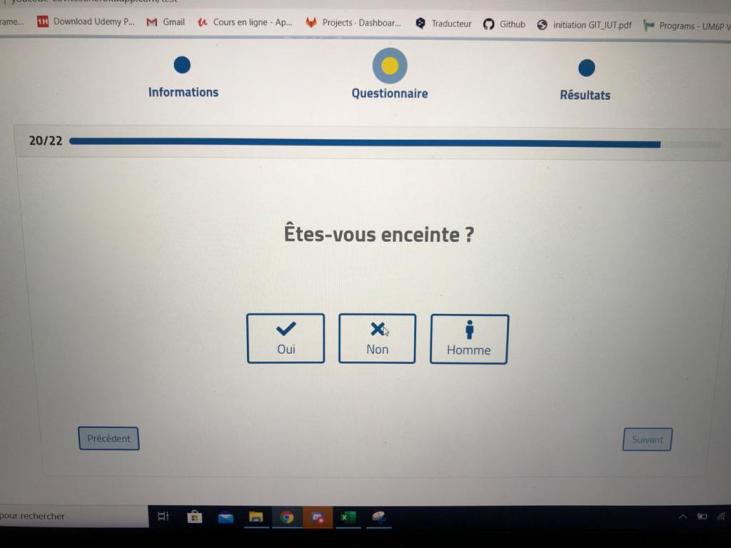 Download Udemy P... Gmail Cours en ligne - Ap... Projects · Dashboar... Traducteur Github initiation GIT_IUT.pdf Programs - UM6P
Informations Questionnaire Résultats
20/22
Êtes-vous enceinte ?
Oui Non Homme
Précédent Suivant
pour rechercher